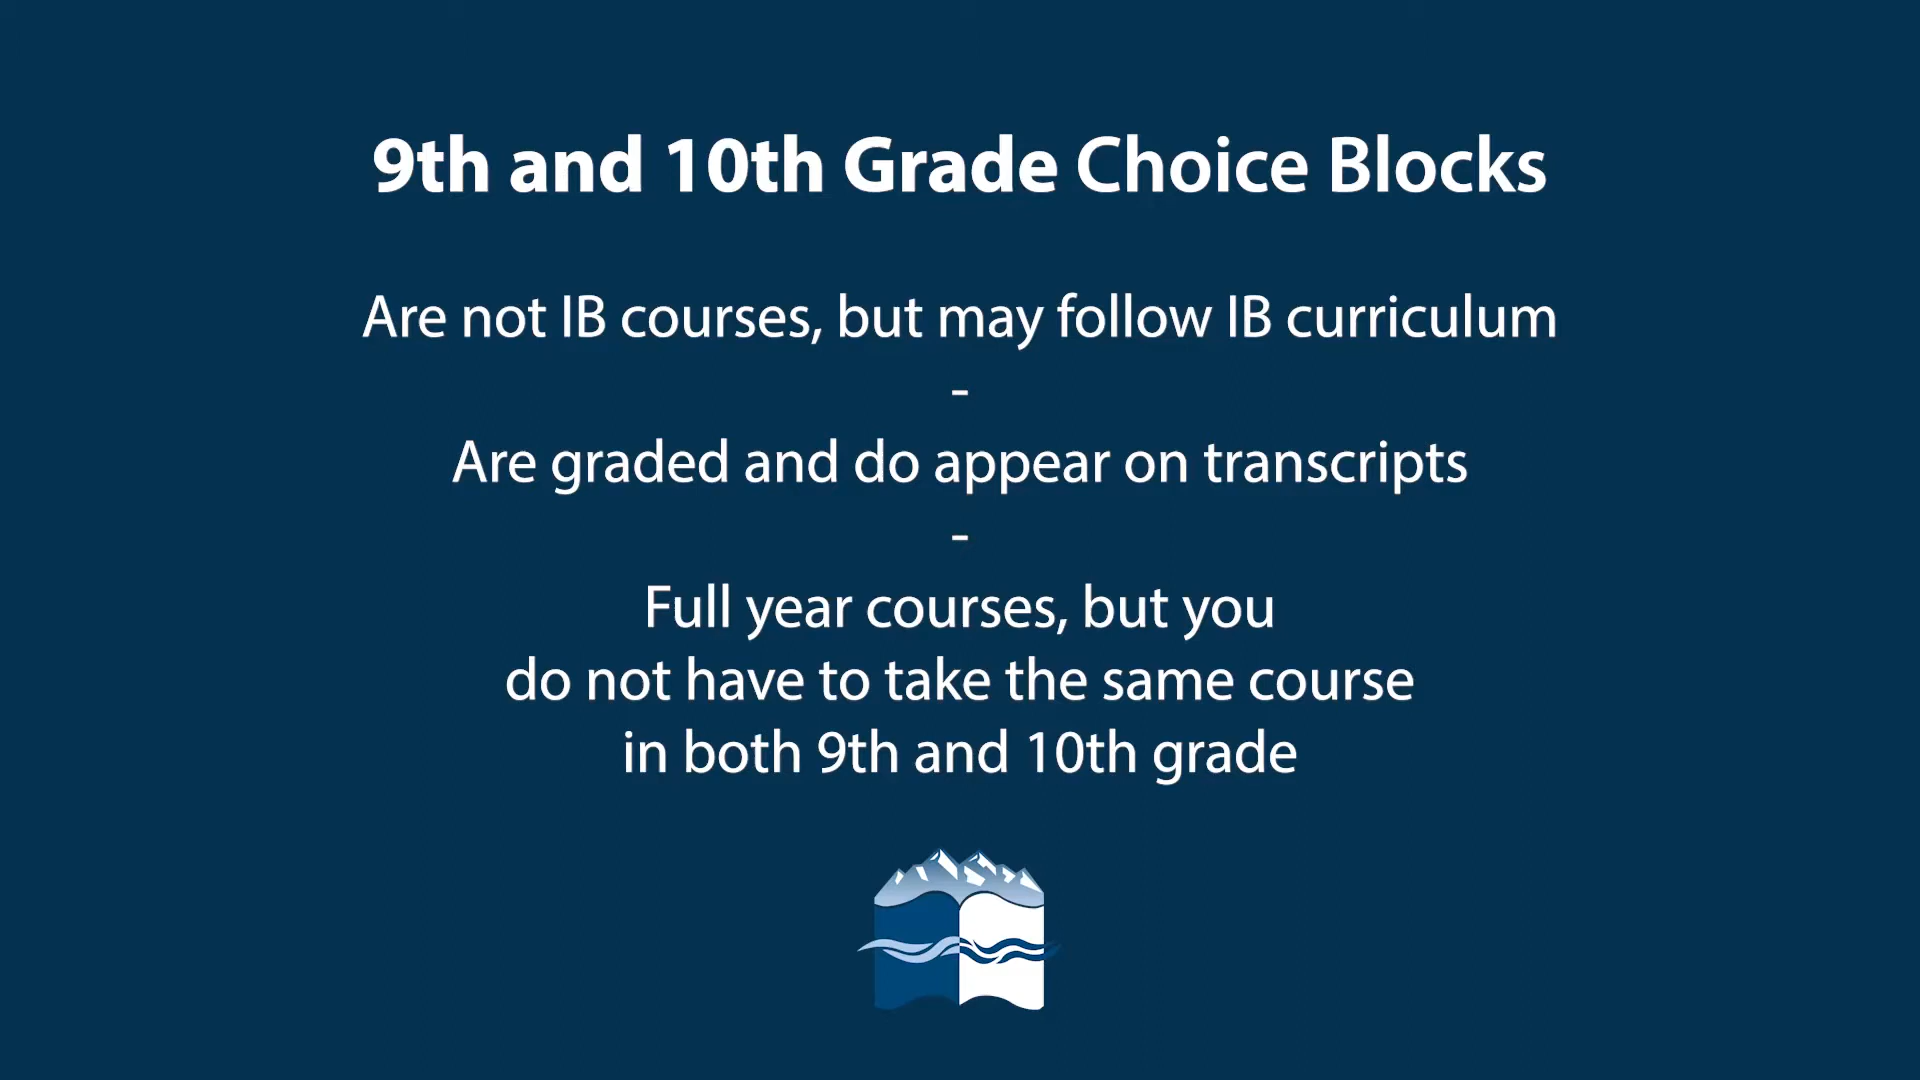 9th and 10th Grade Choice Blocks
Are not IB courses, but may follow IB curriculum
-
Are graded and do appear on transcripts
-
Full year courses, but you
do not have to take the same course
in both 9th and 10th grade